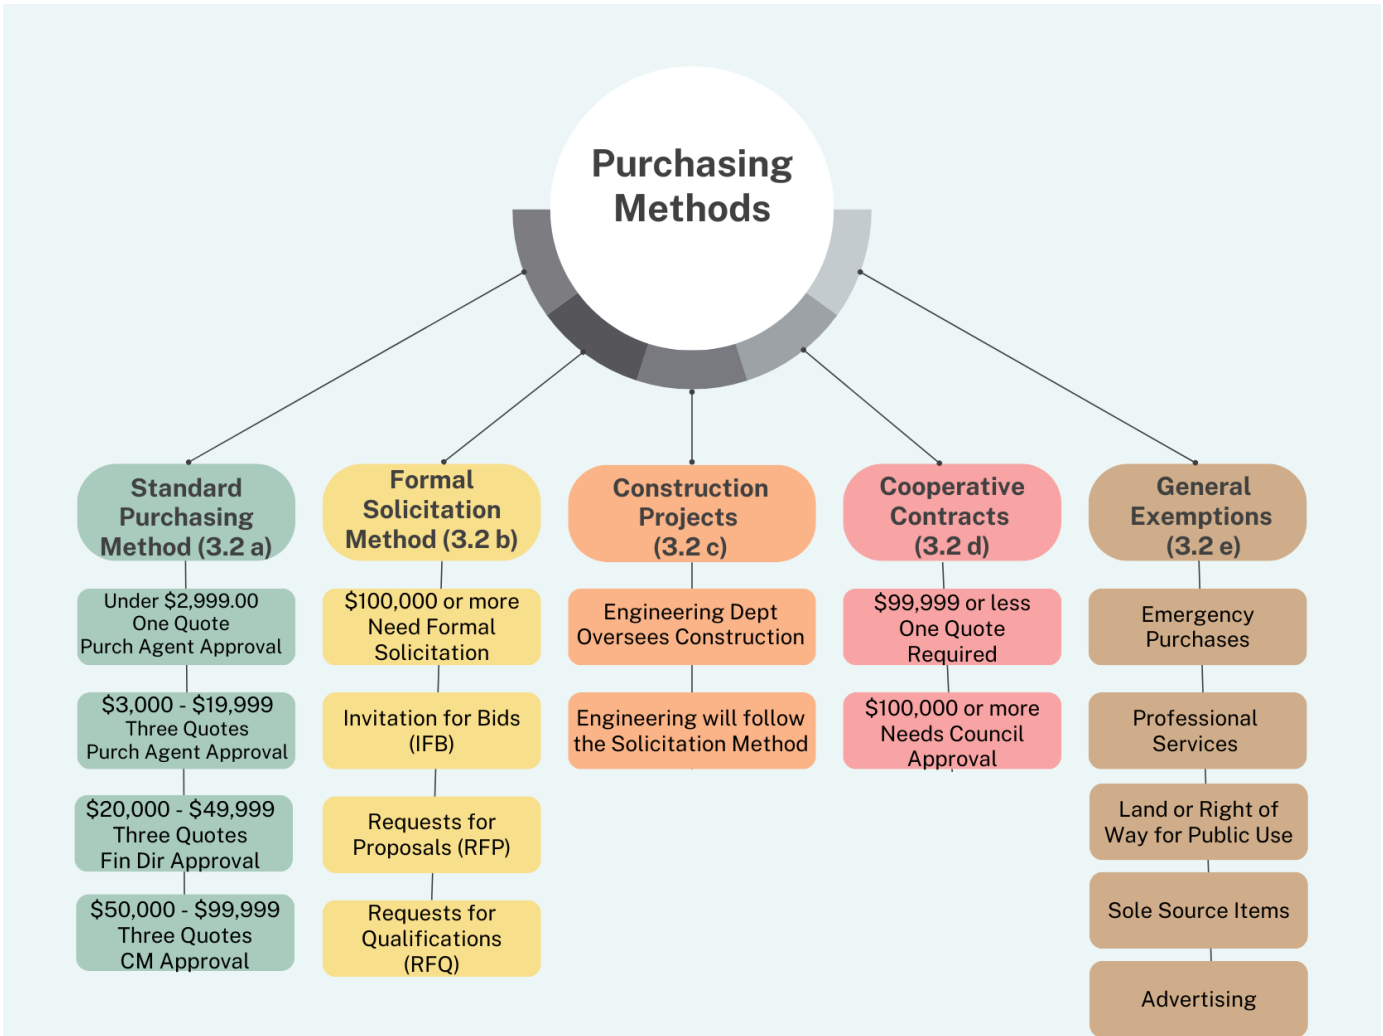 Purchasing
Methods
Standard
Purchasing
Method (3.2 a)
Under $2,999.00
One Quote
Purch Agent Approval
$3,000 - $19,999
Three Quotes
Purch Agent Approval
$20,000 - $49,999
Three Quotes
Fin Dir Approval
$50,000 - $99,999
Three Quotes
CM Approval
Formal
Solicitation
Method (3.2 b)
$100,000 or more
Need Formal
Solicitation
Invitation for Bids
(IFB)
Requests for
Proposals (RFP)
Requests for
Qualifications
(RFQ)
Construction
Projects
(3.2 c)
Engineering Dept
Oversees Construction
Engineering will follow
the Solicitation Method
Cooperative
Contracts
(3.2 d)
$99,999 or less
One Quote
Required
$100,000 or more
Needs Council
Approval
General
Exemptions
(3.2 e)
Emergency
Purchases
Professional
Services
Land or Right of
Way for Public Use
Sole Source Items
Advertising